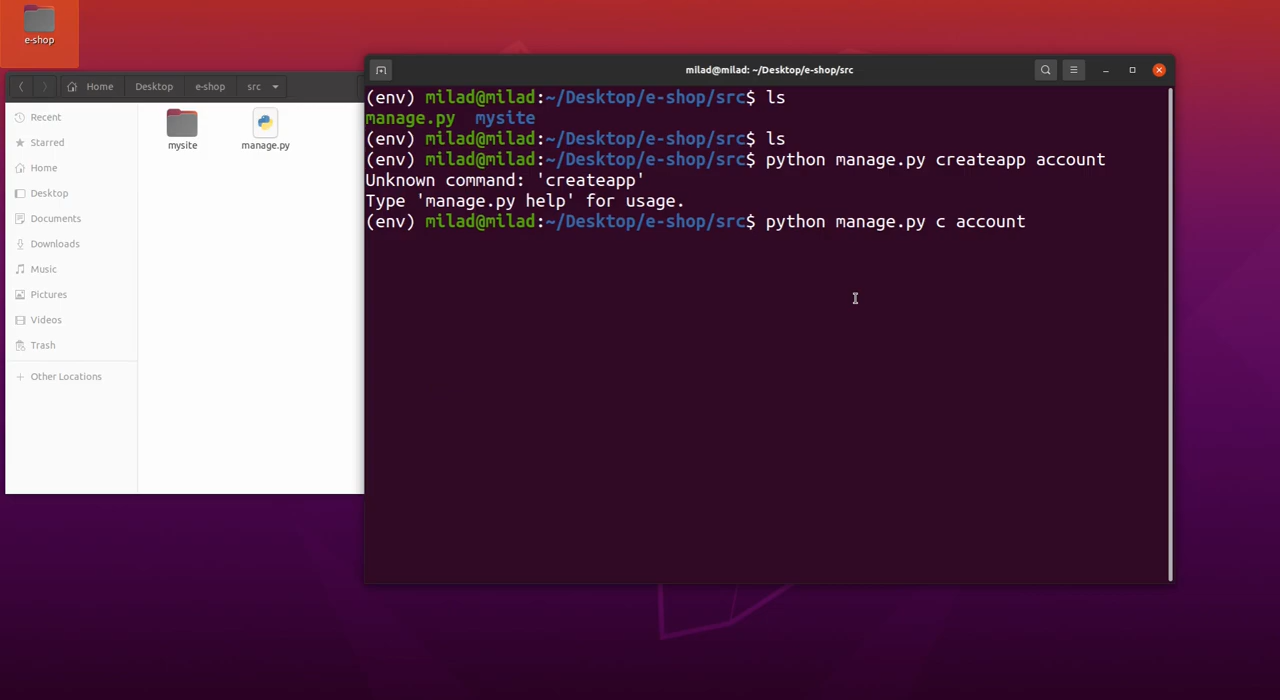 e-shop
milad@milad: ~/Desktop/e-shop/src
Home Desktop e-shop src
Recent
Starred
Home
Desktop
Documents
Downloads
Music
Pictures
Videos
Trash
Other Locations
mysite
manage.py
(env) milad@milad:~/Desktop/e-shop/src$ ls
manage.py mysite
(env) milad@milad:~/Desktop/e-shop/src$ ls
(env) milad@milad:~/Desktop/e-shop/src$ python manage.py createapp account
Unknown command: 'createapp'
Type 'manage.py help' for usage.
(env) milad@milad:~/Desktop/e-shop/src$ python manage.py c account